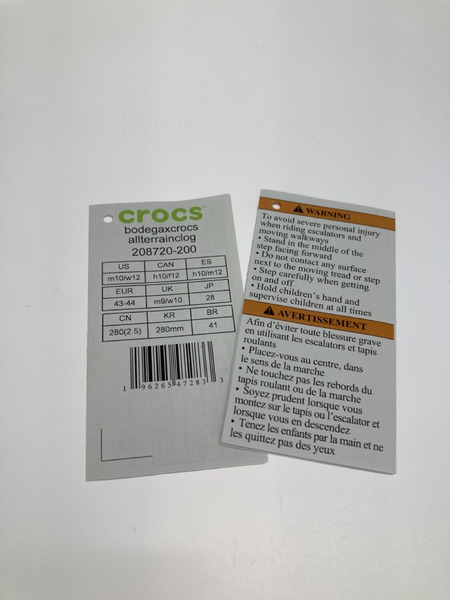 crocs™
bodegaxcrocs
allterrainclog
208720-200
US CAN ES
m10/w12 h10/f12 h10/m12
EUR UK JP
43-44 m9/w10 28
CN KR BR
280(2.5) 280mm 41
1 96265 47283 3
WARNING
To avoid severe personal injury
when riding escalators and
moving walkways
• Stand in the middle of the
step facing forward
• Do not contact any surface
next to the moving tread or step
• Step carefully when getting
on and off
• Hold children's hand and
supervise children at all times
AVERTISSEMENT
Afin d'éviter toute blessure grave
en utilisant les escalators et tapis
roulants
• Placez-vous au centre, dans
le sens de la marche
• Ne touchez pas les rebords du
tapis roulant ou de la marche
• Soyez prudent lorsque vous
montez sur le tapis ou l'escalator et
lorsque vous en descendez
• Tenez les enfants par la main et ne
les quittez pas des yeux